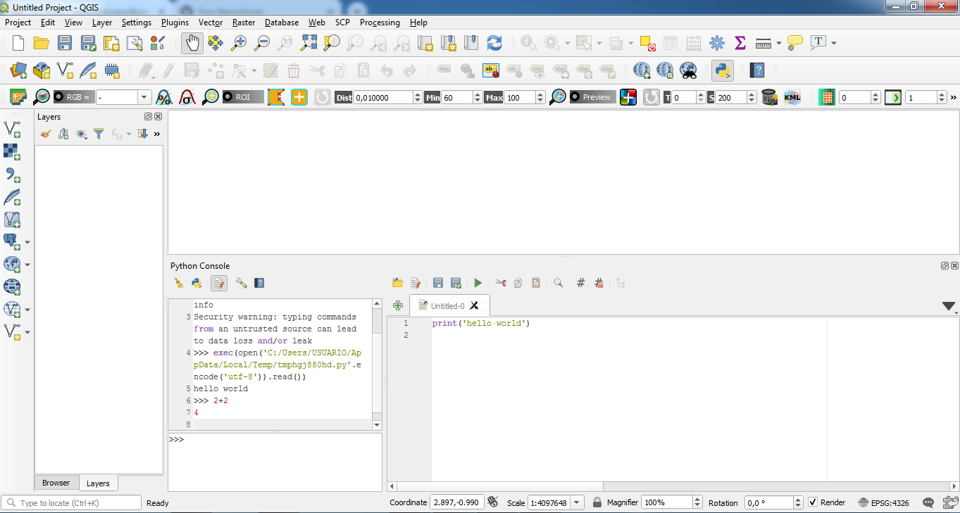 Untitled Project - QGIS
Project Edit View Layer Settings Plugins Vector Raster Database Web SCP Processing Help
RGB = - ROI Dist 0,010000 Min 60 Max 100 Preview T 0 S 200 KML 0 1 »
Layers
»
Python Console
Untitled-0
info
3 Security warning: typing commands
from an untrusted source can lead
to data loss and/or leak
4 >>> exec(open('C:/Users/USUARIO/Ap
pData/Local/Temp/tmphgj880hd.py'.e
ncode('utf-8')).read())
5 hello world
6 >>> 2+2
7 4
8
>>>
1 print('hello world')
2
Browser Layers
Type to locate (Ctrl+K) Ready Coordinate 2.897,-0.990 Scale 1:4097648 Magnifier 100% Rotation 0,0 ° Render EPSG:4326